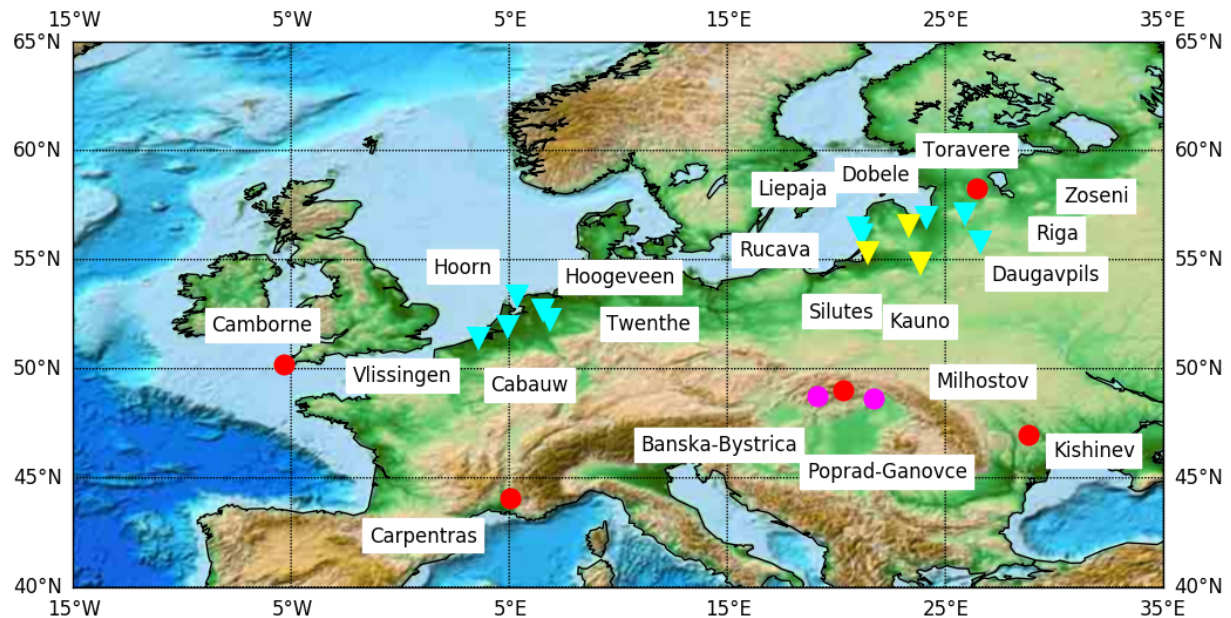 15°W 5°W 5°E 15°E 25°E 35°E
65°N 65°N
60°N 60°N
Toravere
Dobele
Liepaja
Zoseni
Riga
Rucava
55°N 55°N
Hoorn
Hoogeveen
Daugavpils
Silutes
Kauno
Camborne
Twenthe
50°N 50°N
Vlissingen
Cabauw
Milhostov
Banska-Bystrica
Kishinev
Poprad-Ganovce
45°N 45°N
Carpentras
40°N 40°N
15°W 5°W 5°E 15°E 25°E 35°E